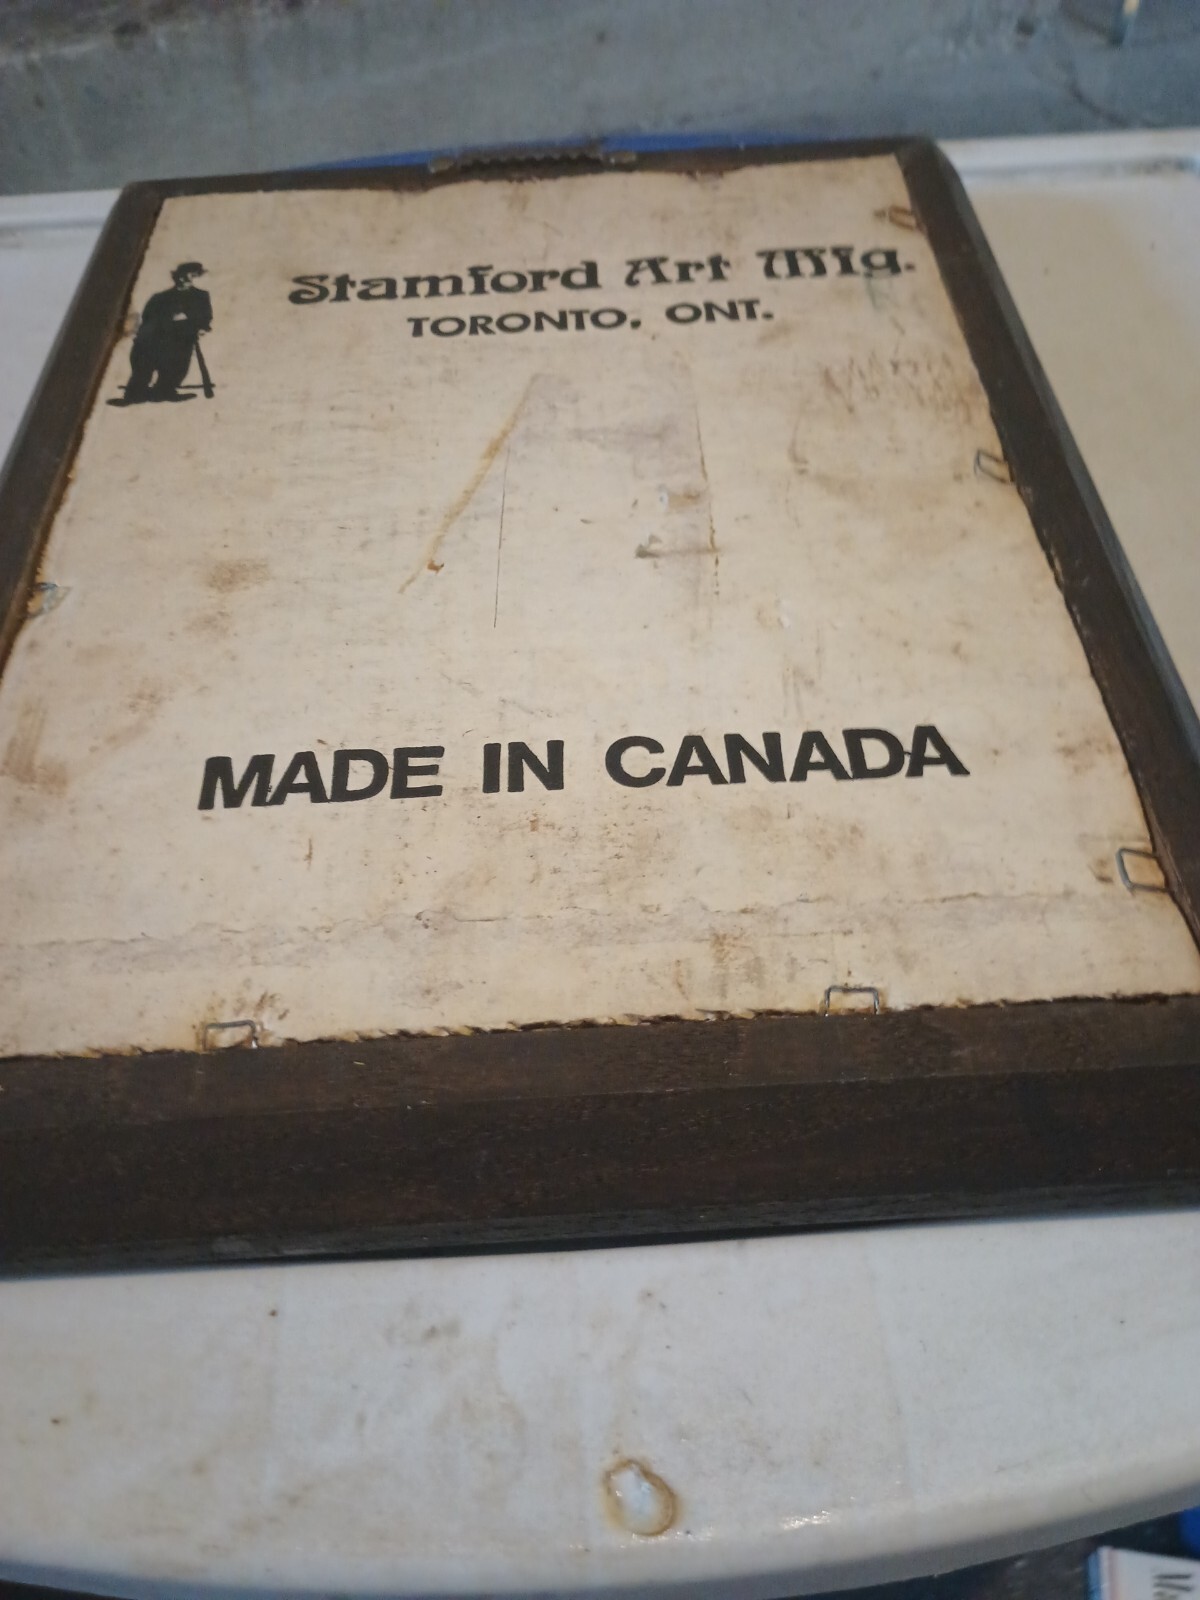 Stamford Art Mfg.
TORONTO, ONT.
MADE IN CANADA